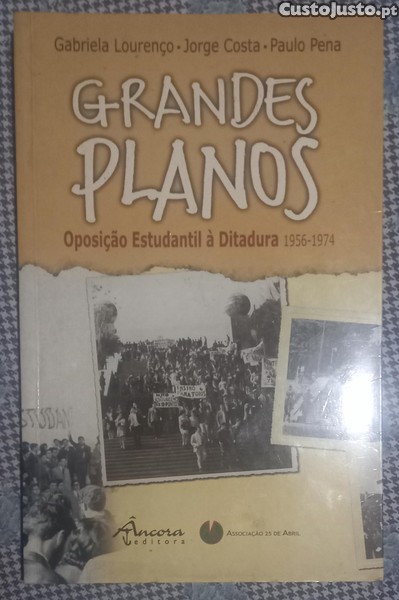 CustoJusto.pt
Gabriela Lourenço • Jorge Costa • Paulo Pena
GRANDES
PLANOS
Oposição Estudantil à Ditadura 1956-1974
Âncora
editora
ASSOCIAÇÃO 25 DE ABRIL